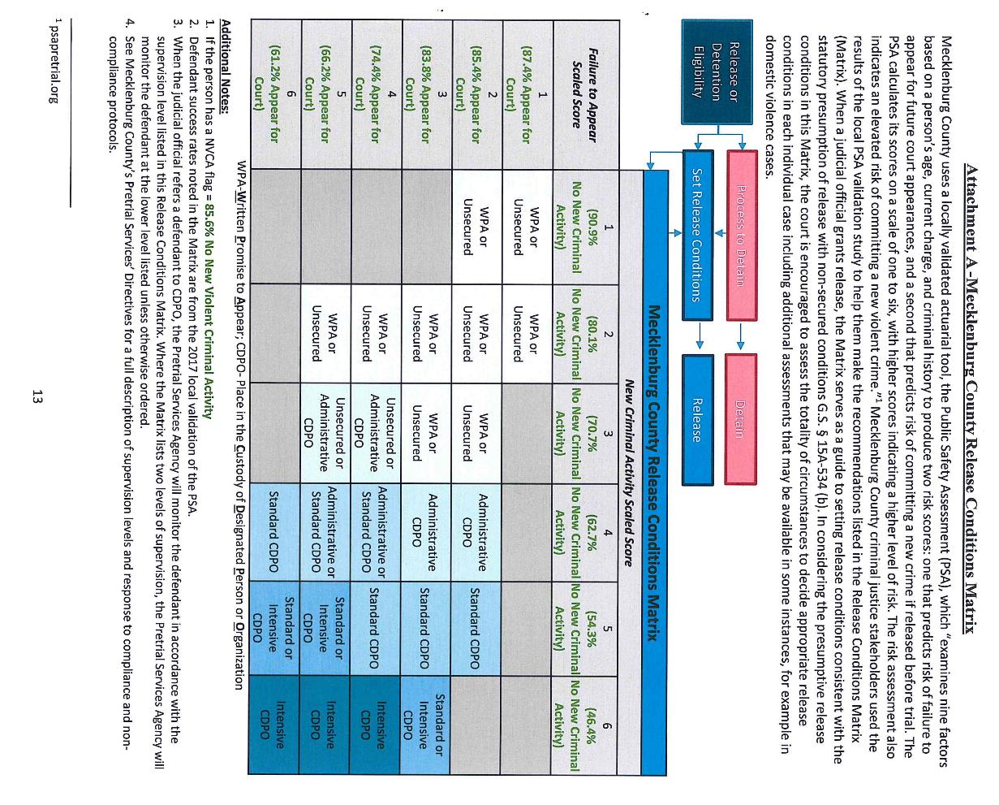 Attachment A -Mecklenburg County Release Conditions Matrix
Mecklenburg County uses a locally validated actuarial tool, the Public Safety Assessment (PSA), which “examines nine factors
based on a person’s age, current charge, and criminal history to produce two risk scores: one that predicts risk of failure to
appear for future court appearances, and a second that predicts risk of committing a new crime if released before trial. The
PSA calculates its scores on a scale of one to six, with higher scores indicating a higher level of risk. The risk assessment also
indicates an elevated risk of committing a new violent crime.”1 Mecklenburg County criminal justice stakeholders used the
results of the local PSA validation study to help them make the recommendations listed in the Release Conditions Matrix
(Matrix). When a judicial official grants release, the Matrix serves as a guide to setting release conditions consistent with the
statutory presumption of release with non-secured conditions G.S. § 15A-534 (b). In considering the presumptive release
conditions in this Matrix, the court is encouraged to assess the totality of circumstances to decide appropriate release
conditions in each individual case including additional assessments that may be available in some instances, for example in
domestic violence cases.
Release or
Detention
Eligibility
Process to Detain
Detain
Set Release Conditions
Release
Mecklenburg County Release Conditions Matrix
New Criminal Activity Scaled Score
Failure to Appear
Scaled Score
1
(90.9%
No New Criminal
Activity)
2
(80.1%
No New Criminal
Activity)
3
(70.7%
No New Criminal
Activity)
4
(62.7%
No New Criminal
Activity)
5
(54.3%
No New Criminal
Activity)
6
(46.4%
No New Criminal
Activity)
1
(87.4% Appear for
Court)
WPA or
Unsecured
WPA or
Unsecured
2
(85.4% Appear for
Court)
WPA or
Unsecured
WPA or
Unsecured
WPA or
Unsecured
Administrative
CDPO
Standard CDPO
3
(83.8% Appear for
Court)
WPA or
Unsecured
WPA or
Unsecured
Administrative
CDPO
Standard CDPO
Standard or
Intensive
CDPO
4
(74.4% Appear for
Court)
WPA or
Unsecured
Unsecured or
Administrative
CDPO
Administrative or
Standard CDPO
Standard CDPO
Intensive
CDPO
5
(66.2% Appear for
Court)
WPA or
Unsecured
Unsecured or
Administrative
CDPO
Administrative or
Standard CDPO
Standard or
Intensive
CDPO
Intensive
CDPO
6
(61.2% Appear for
Court)
Standard CDPO
Standard or
Intensive
CDPO
Intensive
CDPO
WPA-Written Promise to Appear; CDPO- Place in the Custody of Designated Person or Organization
Additional Notes:
1. If the person has a NVCA flag = 85.6% No New Violent Criminal Activity
2. Defendant success rates noted in the Matrix are from the 2017 local validation of the PSA.
3. When the judicial official refers a defendant to CDPO, the Pretrial Services Agency will monitor the defendant in accordance with the
supervision level listed in this Release Conditions Matrix. Where the Matrix lists two levels of supervision, the Pretrial Services Agency will
monitor the defendant at the lower level listed unless otherwise ordered.
4. See Mecklenburg County’s Pretrial Services’ Directives for a full description of supervision levels and response to compliance and non-
compliance protocols.
1 psapretrial.org
13